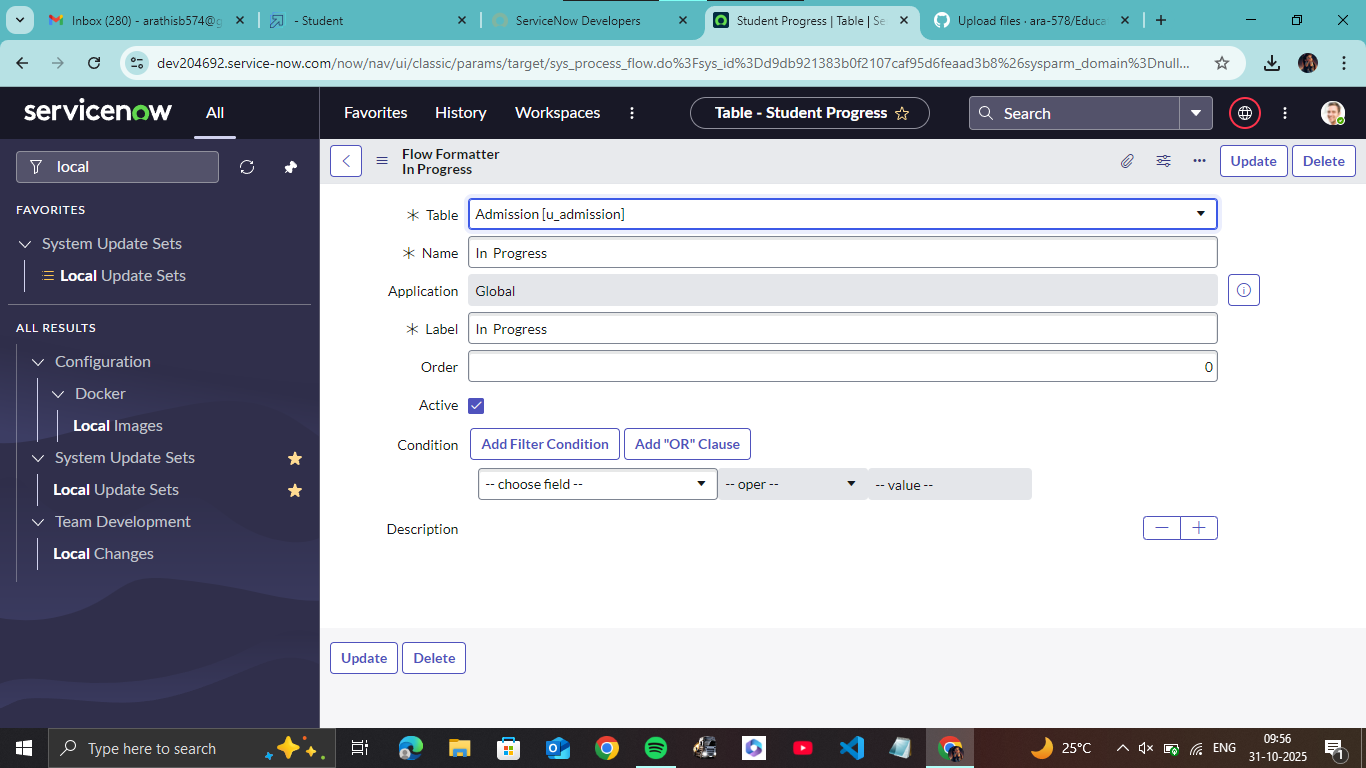 Inbox (280) - arathisb574@g
- Student
ServiceNow Developers
Student Progress | Table | Se
Upload files · ara-578/Educa
dev204692.service-now.com/now/nav/ui/classic/params/target/sys_process_flow.do%3Fsys_id%3Dd9db921383b0f2107caf95d6feaad3b8%26sysparm_domain%3Dnull...
servicenow
All
Favorites
History
Workspaces
Table - Student Progress
Search
local
FAVORITES
System Update Sets
Local Update Sets
ALL RESULTS
Configuration
Docker
Local Images
System Update Sets
Local Update Sets
Team Development
Local Changes
Flow Formatter
In Progress
Update
Delete
Table
Admission [u_admission]
Name
In Progress
Application
Global
Label
In Progress
Order
0
Active
Condition
Add Filter Condition
Add "OR" Clause
-- choose field --
-- oper --
-- value --
Description
Update
Delete
Type here to search
25°C
ENG
09:56
31-10-2025
1